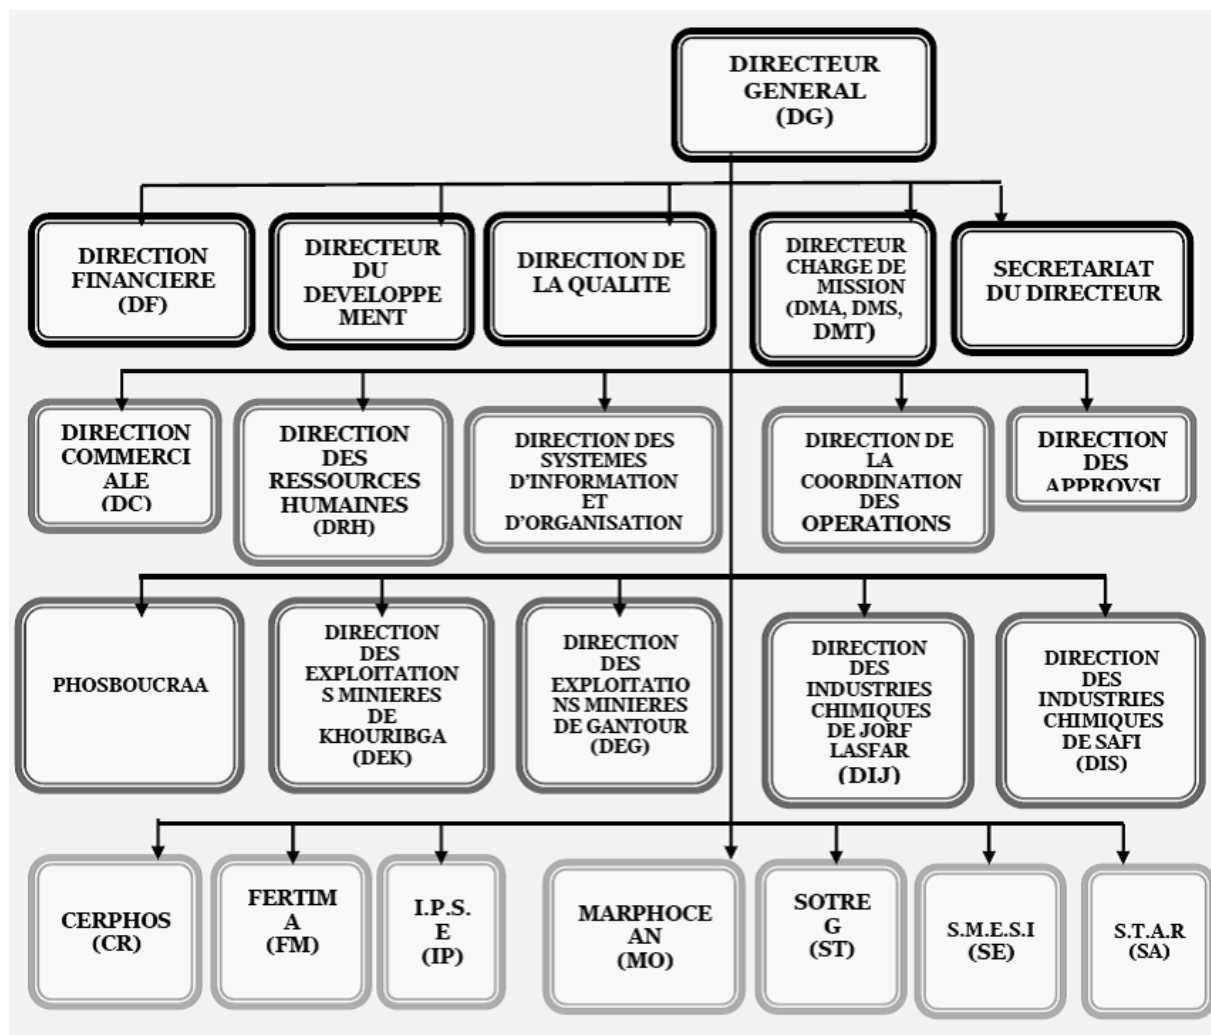 DIRECTEUR
GENERAL
(DG)
DIRECTION
FINANCIERE
(DF)
DIRECTEUR
DU
DEVELOPPE
MENT
DIRECTION DE
LA QUALITE
DIRECTEUR
CHARGE DE
MISSION
(DMA, DMS,
DMT)
SECRETARIAT
DU DIRECTEUR
DIRECTION
COMMERCI
ALE
(DC)
DIRECTION
DES
RESSOURCES
HUMAINES
(DRH)
DIRECTION DES
SYSTEMES
D'INFORMATION
ET
D'ORGANISATION
DIRECTION DE
LA
COORDINATION
DES
OPERATIONS
DIRECTION
DES
APPROVSI
PHOSBOUCRAA
DIRECTION
DES
EXPLOITATION
S MINIERES
DE
KHOURIBGA
(DEK)
DIRECTION
DES
EXPLOITATIO
NS MINIERES
DE GANTOUR
(DEG)
DIRECTION
DES
INDUSTRIES
CHIMIQUES
DE JORF
LASFAR
(DIJ)
DIRECTION
DES
INDUSTRIES
CHIMIQUES
DE SAFI
(DIS)
CERPHOS
(CR)
FERTIM
A
(FM)
I.P.S.
E
(IP)
MARPHOCE
AN
(MO)
SOTRE
G
(ST)
S.M.E.S.I
(SE)
S.T.A.R
(SA)